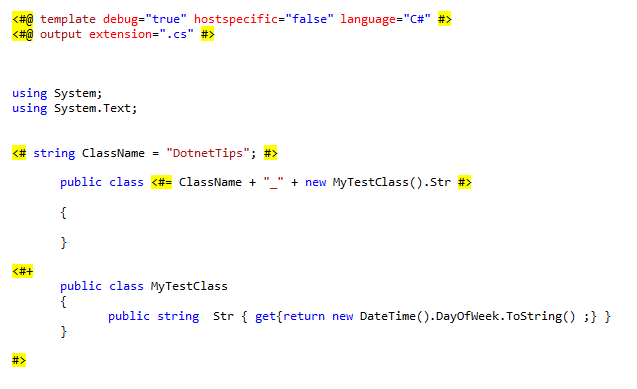 <#@ template debug="true" hostspecific="false" language="C#" #>
<#@ output extension=".cs" #>
using System;
using System.Text;
<# string ClassName = "DotnetTips"; #>
public class <#= ClassName + "_" + new MyTestClass().Str #>
{
}
<#+
public class MyTestClass
{
public string  Str { get{return new DateTime().DayOfWeek.ToString() ;} }
}
#>